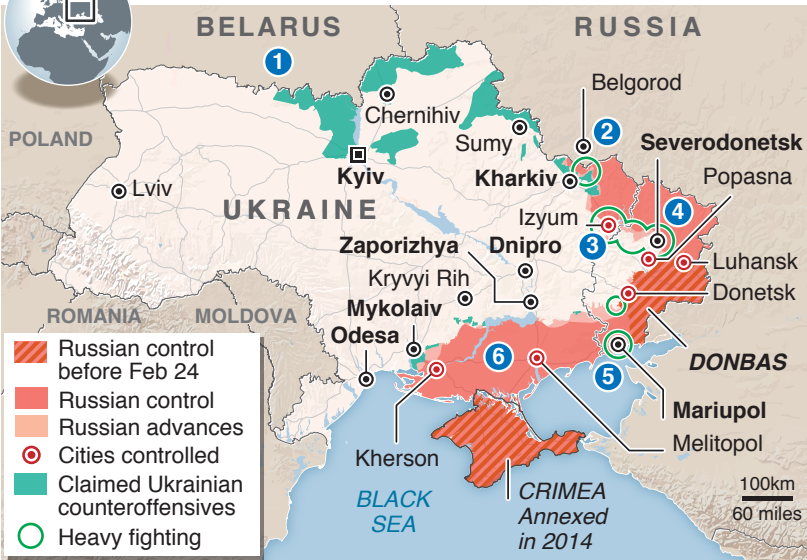 BELARUS
RUSSIA
1
Belgorod
Chernihiv
2
Sumy
Severodonetsk
POLAND
Kyiv
Kharkiv
Popasna
Lviv
UKRAINE
Izyum
4
Zaporizhya
Dnipro
3
Luhansk
Kryvyi Rih
Donetsk
ROMANIA
MOLDOVA
Mykolaiv
Odesa
6
DONBAS
5
Mariupol
Melitopol
Kherson
BLACK
SEA
CRIMEA
Annexed
in 2014
100km
60 miles
Russian control
before Feb 24
Russian control
Russian advances
Cities controlled
Claimed Ukrainian
counteroffensives
Heavy fighting